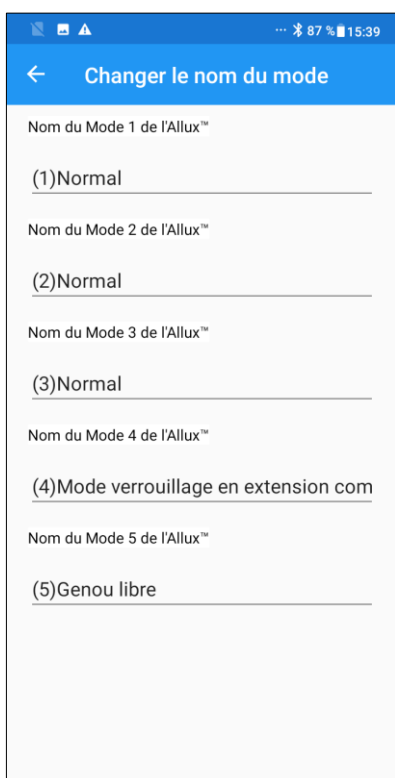 ... 87 % 15:39
Changer le nom du mode
Nom du Mode 1 de l'Allux™
(1)Normal
Nom du Mode 2 de l'Allux™
(2)Normal
Nom du Mode 3 de l'Allux™
(3)Normal
Nom du Mode 4 de l'Allux™
(4)Mode verrouillage en extension com
Nom du Mode 5 de l'Allux™
(5)Genou libre